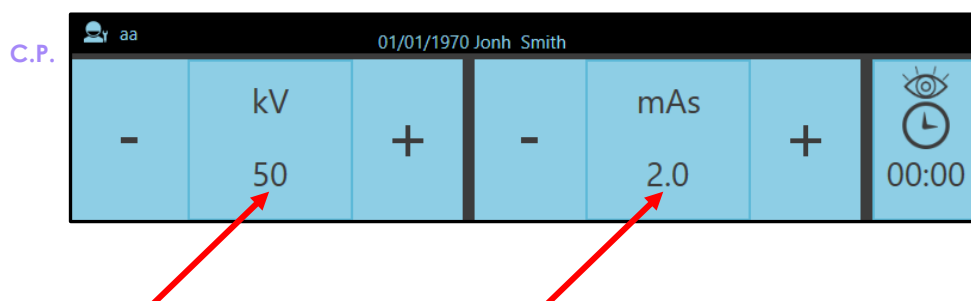 C.P.
aa
01/01/1970 Jonh Smith
- kV + - mAs +
50 2.0 00:00